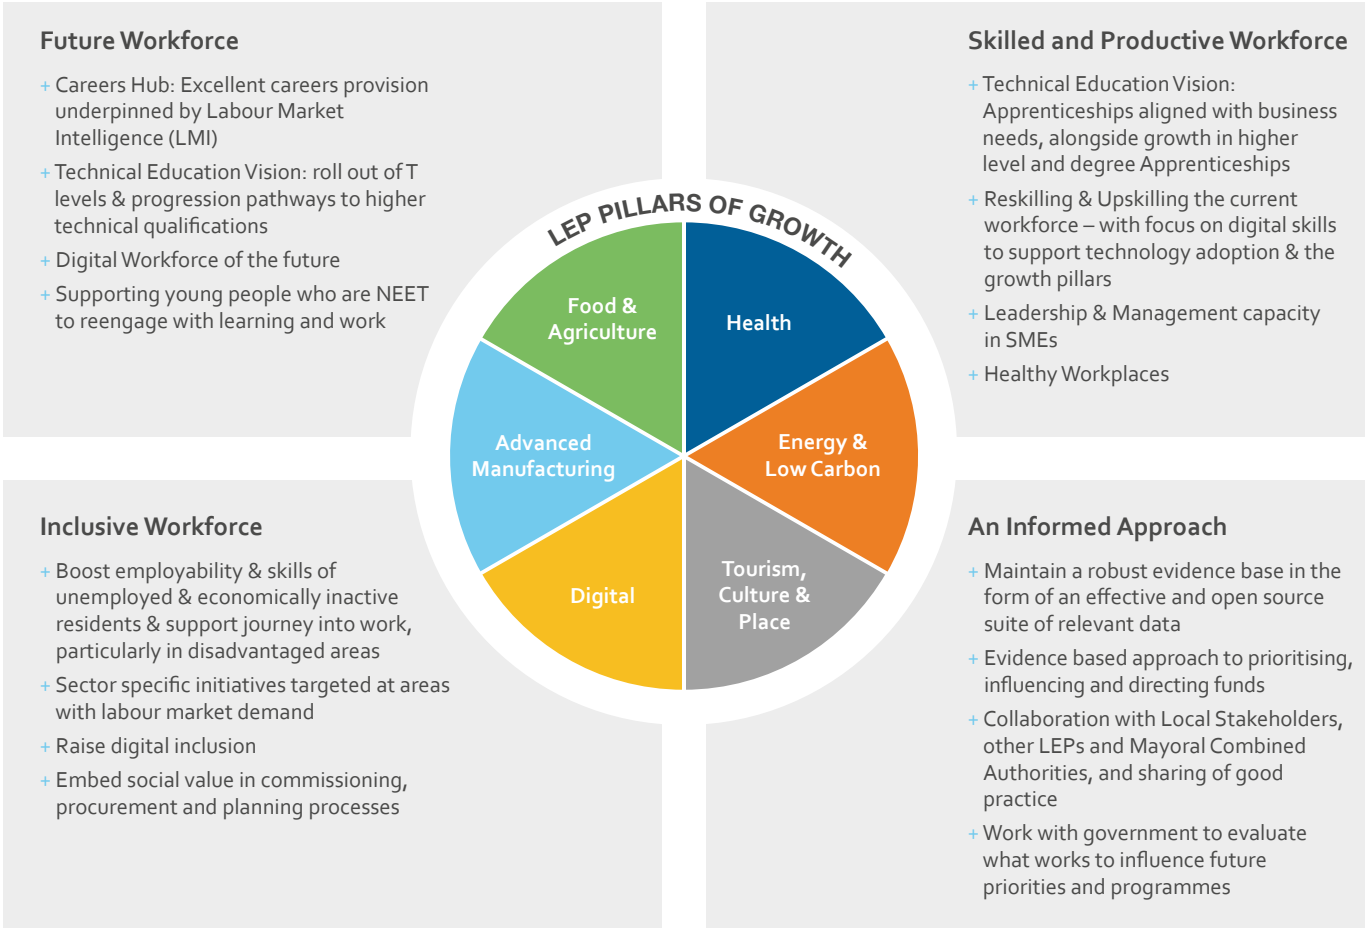 Future Workforce
+ Careers Hub: Excellent careers provision
underpinned by Labour Market
Intelligence (LMI)
+ Technical Education Vision: roll out of T
levels & progression pathways to higher
technical qualifications
+ Digital Workforce of the future
+ Supporting young people who are NEET
to reengage with learning and work
Skilled and Productive Workforce
+ Technical Education Vision:
Apprenticeships aligned with business
needs, alongside growth in higher
level and degree Apprenticeships
+ Reskilling & Upskilling the current
workforce – with focus on digital skills
to support technology adoption & the
growth pillars
+ Leadership & Management capacity
in SMEs
+ Healthy Workplaces
LEP PILLARS OF GROWTH
Food &
Agriculture
Health
Advanced
Manufacturing
Energy &
Low Carbon
Digital
Tourism,
Culture &
Place
Inclusive Workforce
+ Boost employability & skills of
unemployed & economically inactive
residents & support journey into work,
particularly in disadvantaged areas
+ Sector specific initiatives targeted at areas
with labour market demand
+ Raise digital inclusion
+ Embed social value in commissioning,
procurement and planning processes
An Informed Approach
+ Maintain a robust evidence base in the
form of an effective and open source
suite of relevant data
+ Evidence based approach to prioritising,
influencing and directing funds
+ Collaboration with Local Stakeholders,
other LEPs and Mayoral Combined
Authorities, and sharing of good
practice
+ Work with government to evaluate
what works to influence future
priorities and programmes